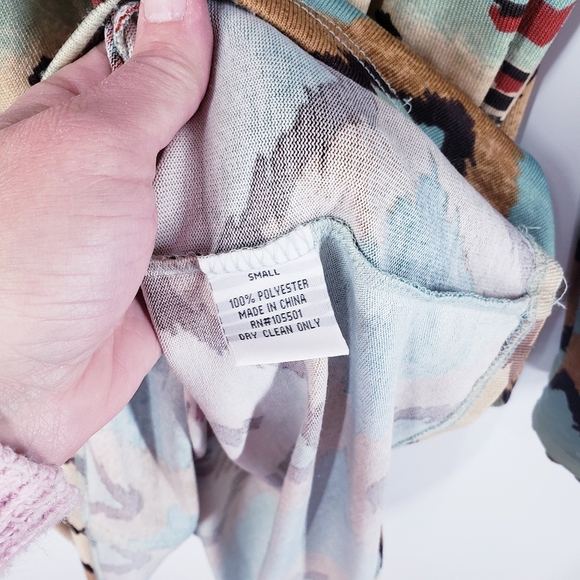 SMALL
100% POLYESTER
MADE IN CHINA
RN#105501
DRY CLEAN ONLY